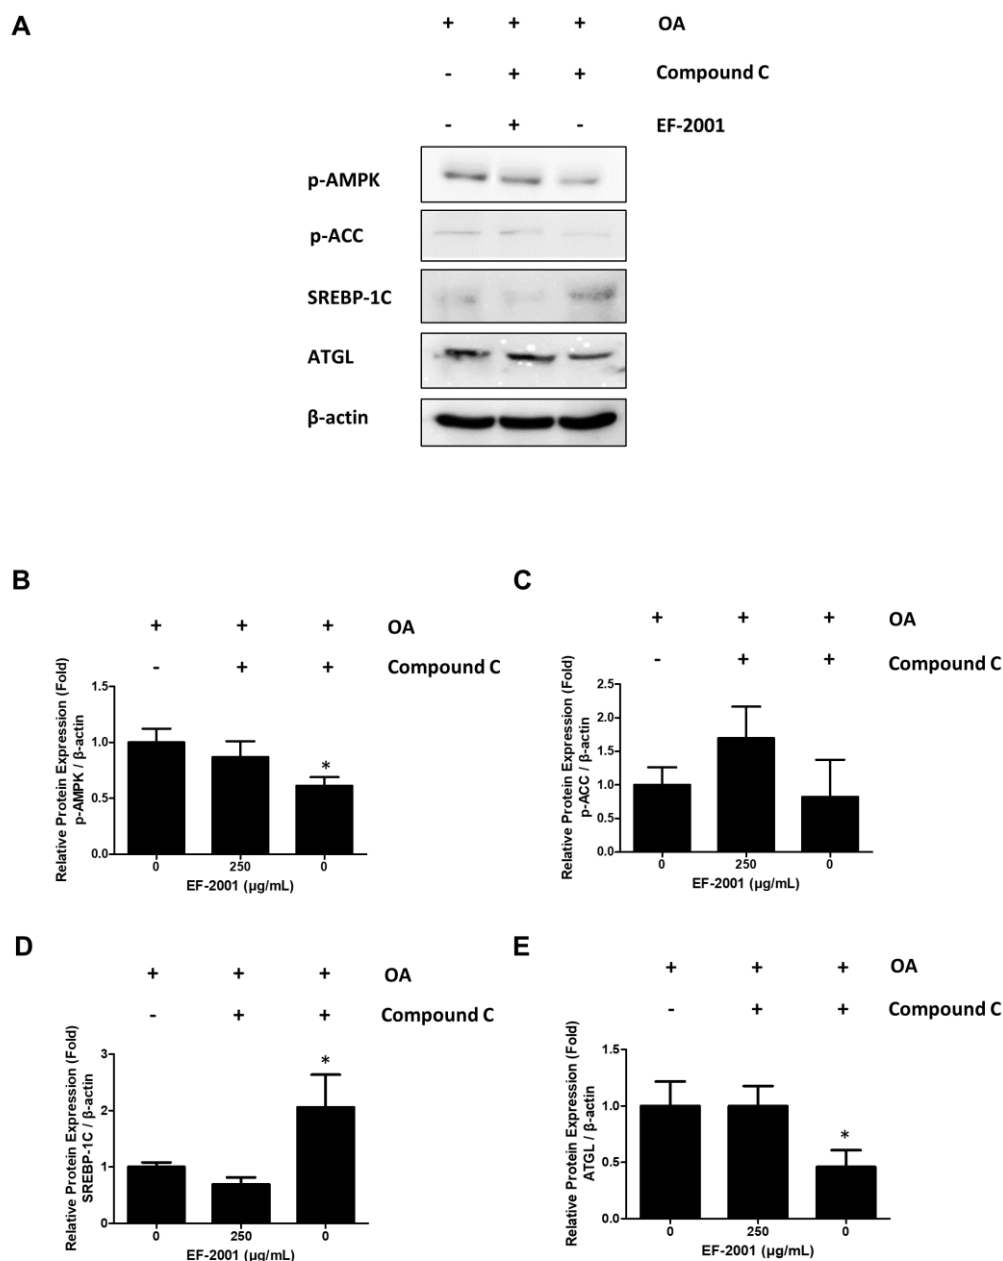 A
+ + + OA
- + + Compound C
- + - EF-2001
p-AMPK
p-ACC
SREBP-1C
ATGL
β-actin
B
+ + + OA
- + + Compound C
Relative Protein Expression (Fold)
p-AMPK / β-actin
1.5
1.0
0.5
0.0
*
0 250 0
EF-2001 (µg/mL)
C
+ + + OA
- + + Compound C
Relative Protein Expression (Fold)
p-ACC / β-actin
2.5
2.0
1.5
1.0
0.5
0.0
0 250 0
EF-2001 (µg/mL)
D
+ + + OA
- + + Compound C
Relative Protein Expression (Fold)
SREBP-1C / β-actin
3
2
1
0
*
0 250 0
EF-2001 (µg/mL)
E
+ + + OA
- + + Compound C
Relative Protein Expression (Fold)
ATGL / β-actin
1.5
1.0
0.5
0.0
*
0 250 0
EF-2001 (µg/mL)